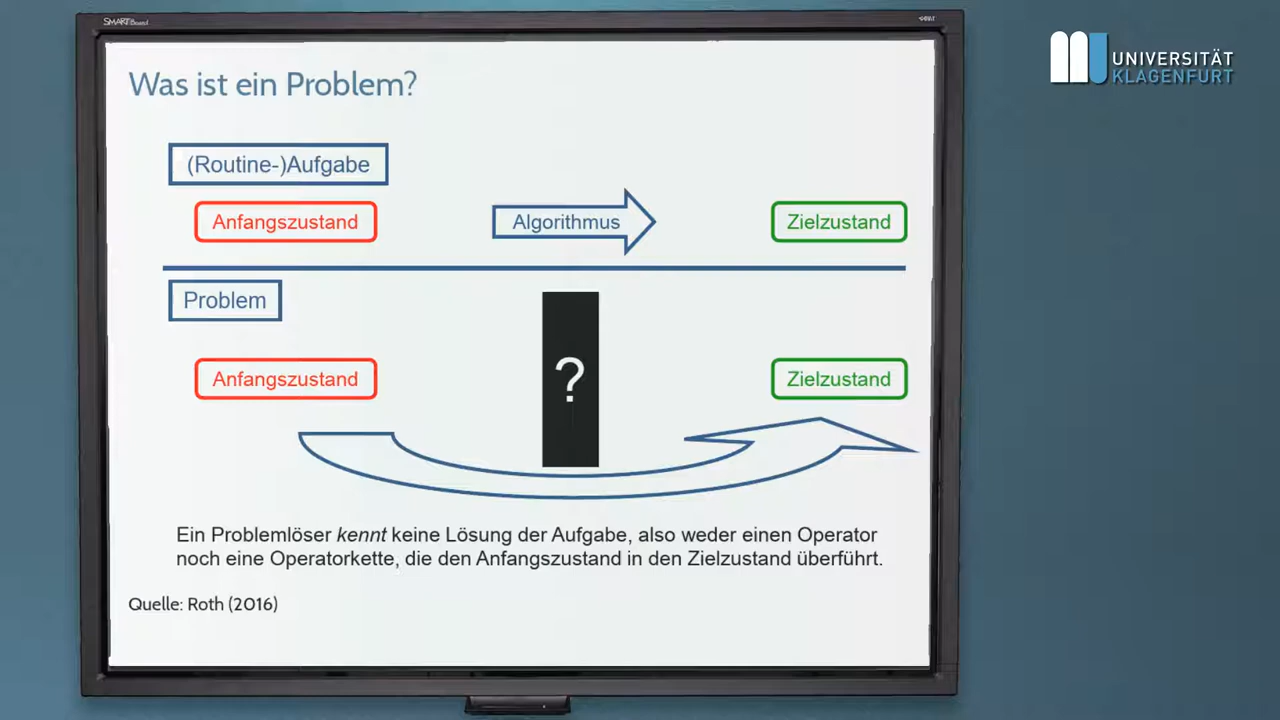 SMART Board
UNIVERSITÄT
KLAGENFURT
Was ist ein Problem?
(Routine-)Aufgabe
Anfangszustand
Algorithmus
Zielzustand
Problem
?
Anfangszustand
Zielzustand
Ein Problemlöser kennt keine Lösung der Aufgabe, also weder einen Operator
noch eine Operatorkette, die den Anfangszustand in den Zielzustand überführt.
Quelle: Roth (2016)